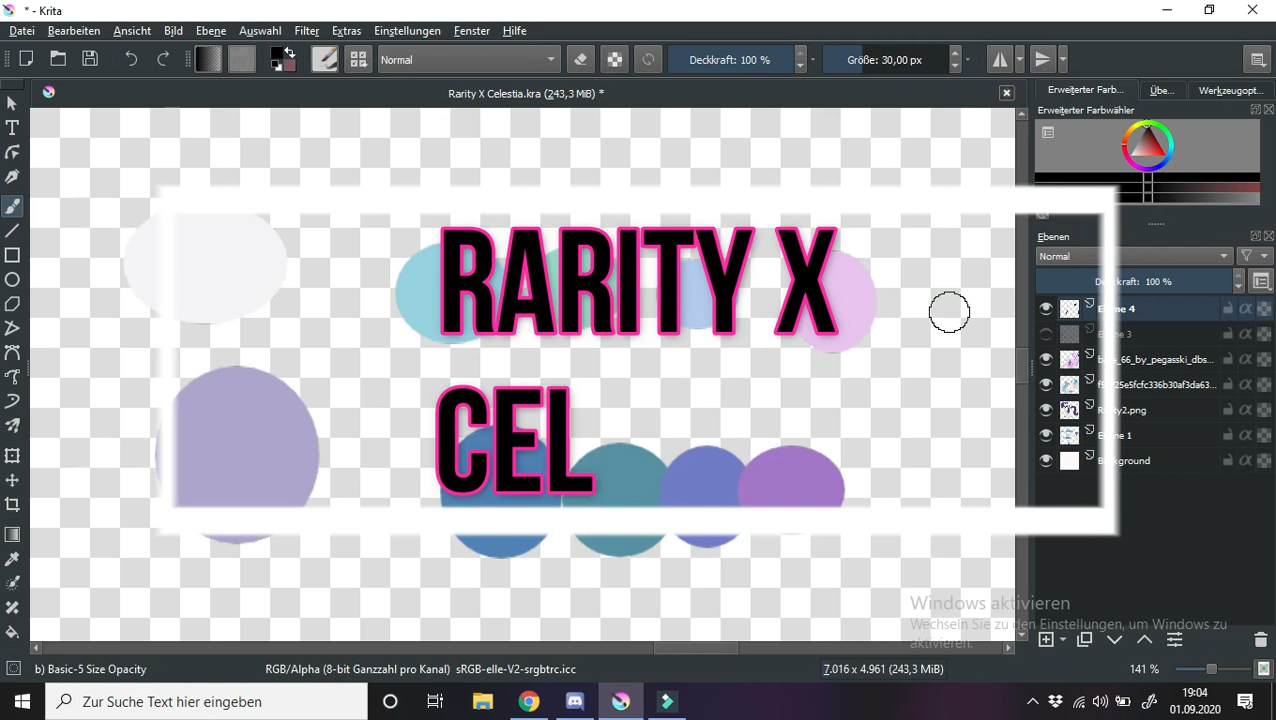 * - Krita
Datei Bearbeiten Ansicht Bild Ebene Auswahl Filter Extras Einstellungen Fenster Hilfe
Normal Deckkraft: 100 % Größe: 30,00 px
Rarity X Celestia.kra (243,3 MiB) *
Erweiterter Farb... Übe... Werkzeugopt...
Erweiterter Farbwähler
RARITY X
CEL
Ebenen
Normal
Deckkraft: 100 %
Ebene 4
Ebene 3
base_66_by_pegasski_dbs...
Rarity2.png
Ebene 1
Background
Windows aktivieren
Wechseln Sie zu den Einstellungen, um Windows zu
aktivieren.
b) Basic-5 Size Opacity RGB/Alpha (8-bit Ganzzahl pro Kanal) sRGB-elle-V2-srgbtrc.icc 7.016 x 4.961 (243,3 MiB) 141 %
Zur Suche Text hier eingeben
19:04
01.09.2020